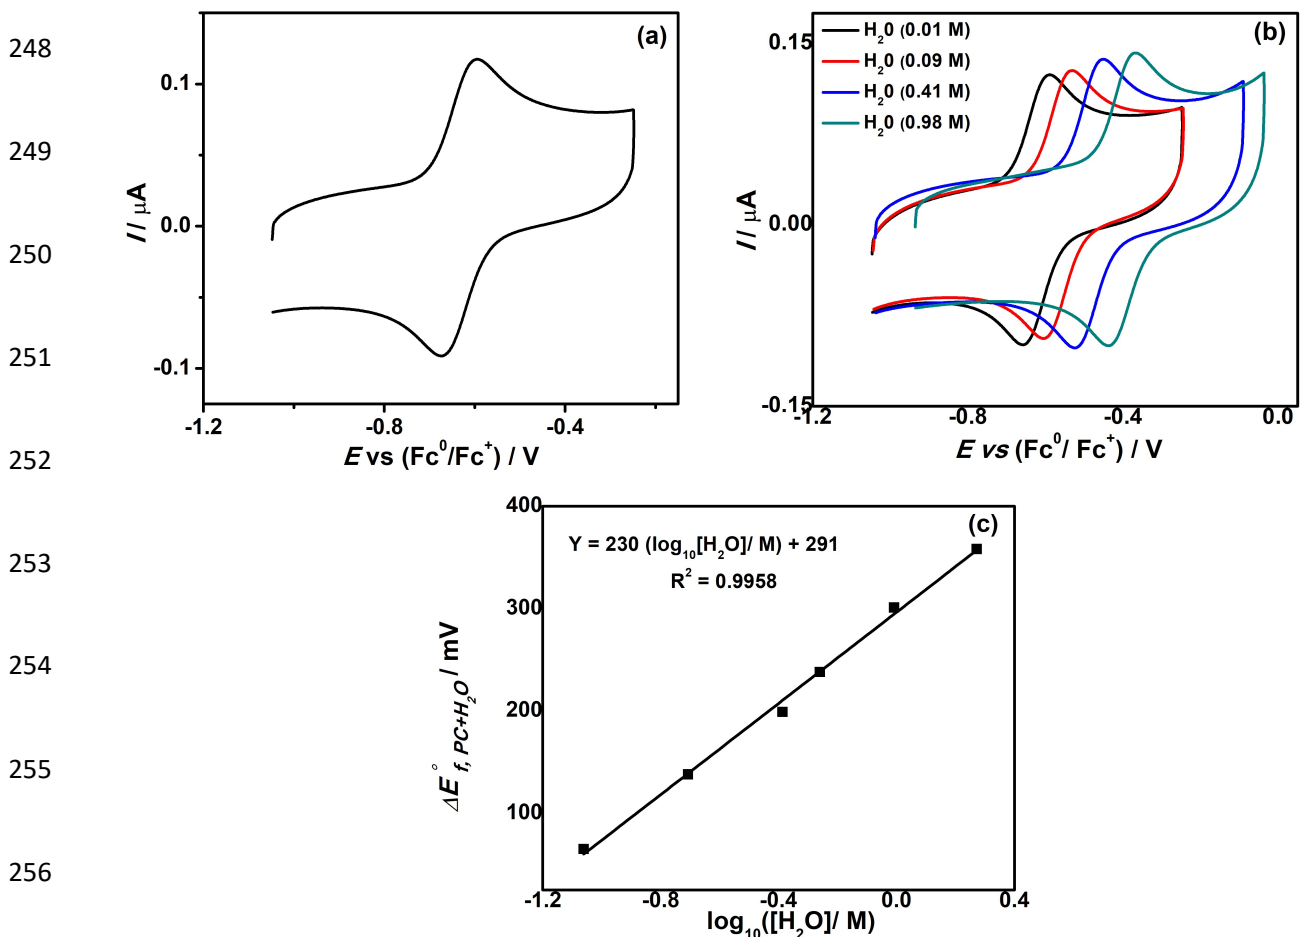 248
249
250
251
252
253
254
255
256
(a)
0.1
0.0
-0.1
I / μA
-1.2
-0.8
-0.4
E vs (Fc⁰/Fc⁺) / V
(b)
H₂0 (0.01 M)
H₂0 (0.09 M)
H₂0 (0.41 M)
H₂0 (0.98 M)
0.15
0.00
-0.15
I / μA
-1.2
-0.8
-0.4
0.0
E vs (Fc⁰/ Fc⁺) / V
(c)
Y = 230 (log₁₀[H₂O]/ M) + 291
R² = 0.9958
400
300
200
100
ΔE°f, PC+H₂O / mV
-1.2
-0.8
-0.4
0.0
0.4
log₁₀([H₂O]/ M)